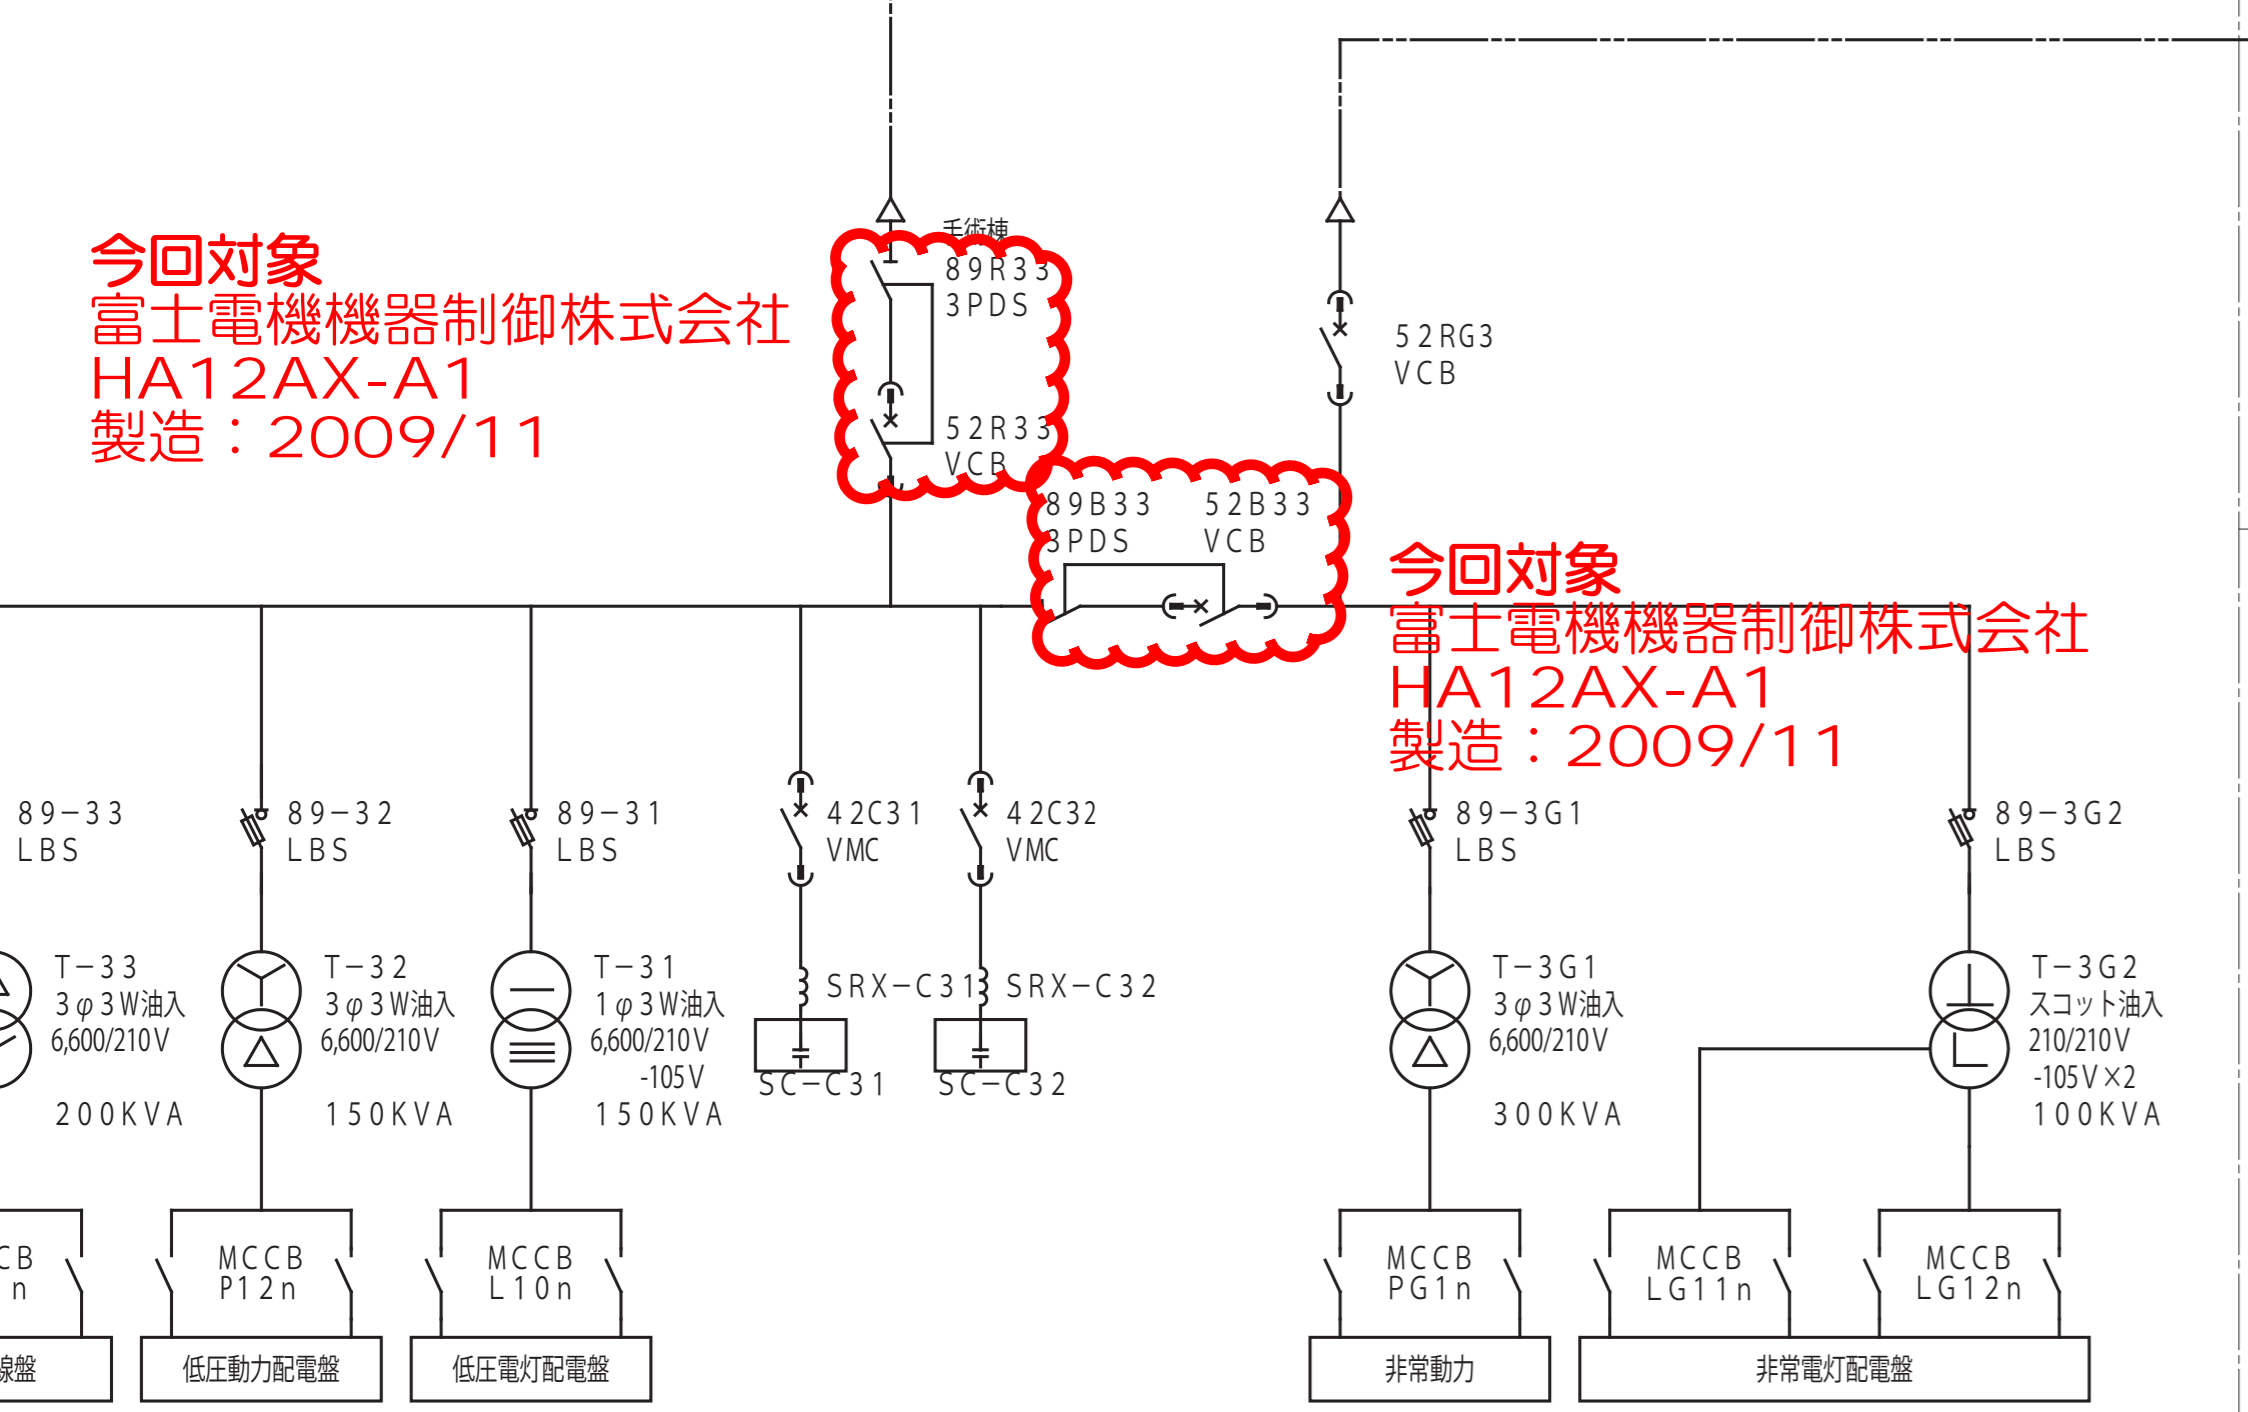 手術棟
89R33
3PDS
今回対象
富士電機機器制御株式会社
HA12AX-A1
製造：2009/11
52R33
VCB
52RG3
VCB
89B33
3PDS
52B33
VCB
今回対象
富士電機機器制御株式会社
HA12AX-A1
製造：2009/11
89-33
LBS
89-32
LBS
89-31
LBS
42C31
VMC
42C32
VMC
89-3G1
LBS
89-3G2
LBS
T-33
3φ3W油入
6,600/210V
200KVA
T-32
3φ3W油入
6,600/210V
150KVA
T-31
1φ3W油入
6,600/210V
-105V
150KVA
SRX-C31
SC-C31
SRX-C32
SC-C32
T-3G1
3φ3W油入
6,600/210V
300KVA
T-3G2
スコット油入
210/210V
-105V×2
100KVA
CB
n
MCCB
P12n
MCCB
L10n
MCCB
PG1n
MCCB
LG11n
MCCB
LG12n
線盤
低圧動力配電盤
低圧電灯配電盤
非常動力
非常電灯配電盤